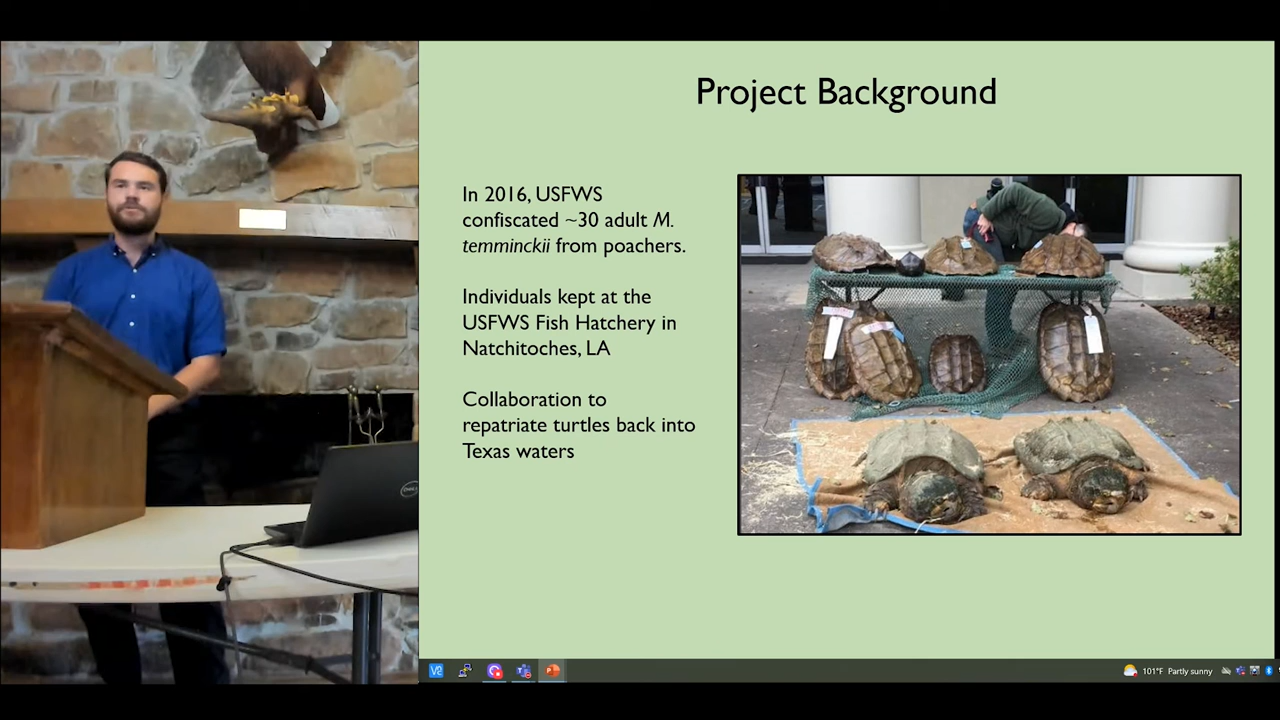 Project Background
In 2016, USFWS
confiscated ~30 adult M.
temminckii from poachers.
Individuals kept at the
USFWS Fish Hatchery in
Natchitoches, LA
Collaboration to
repatriate turtles back into
Texas waters
DELL
101°F Partly sunny